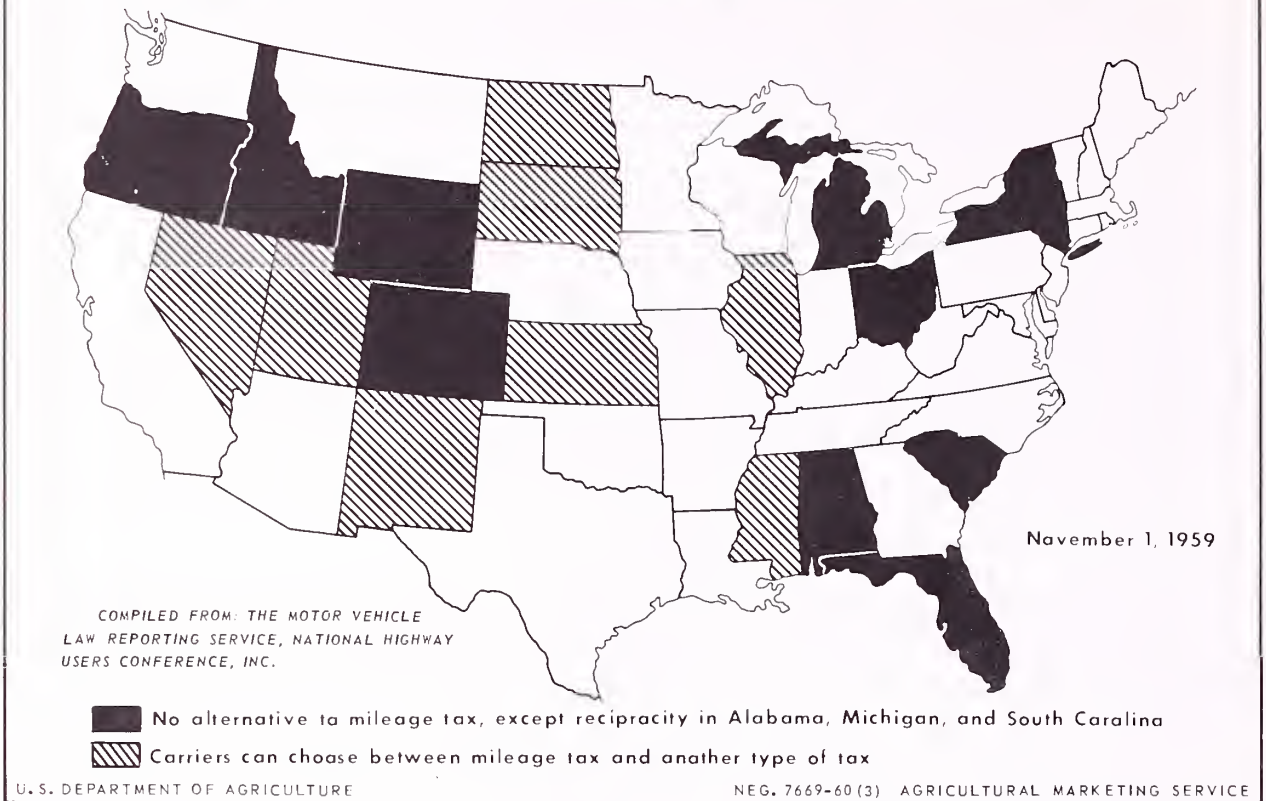 November 1, 1959
COMPILED FROM: THE MOTOR VEHICLE
LAW REPORTING SERVICE, NATIONAL HIGHWAY
USERS CONFERENCE, INC.
No alternative to mileage tax, except reciprocity in Alabama, Michigan, and South Carolina
Carriers can choose between mileage tax and another type of tax
U.S. DEPARTMENT OF AGRICULTURE
NEG. 7669-60(3) AGRICULTURAL MARKETING SERVICE